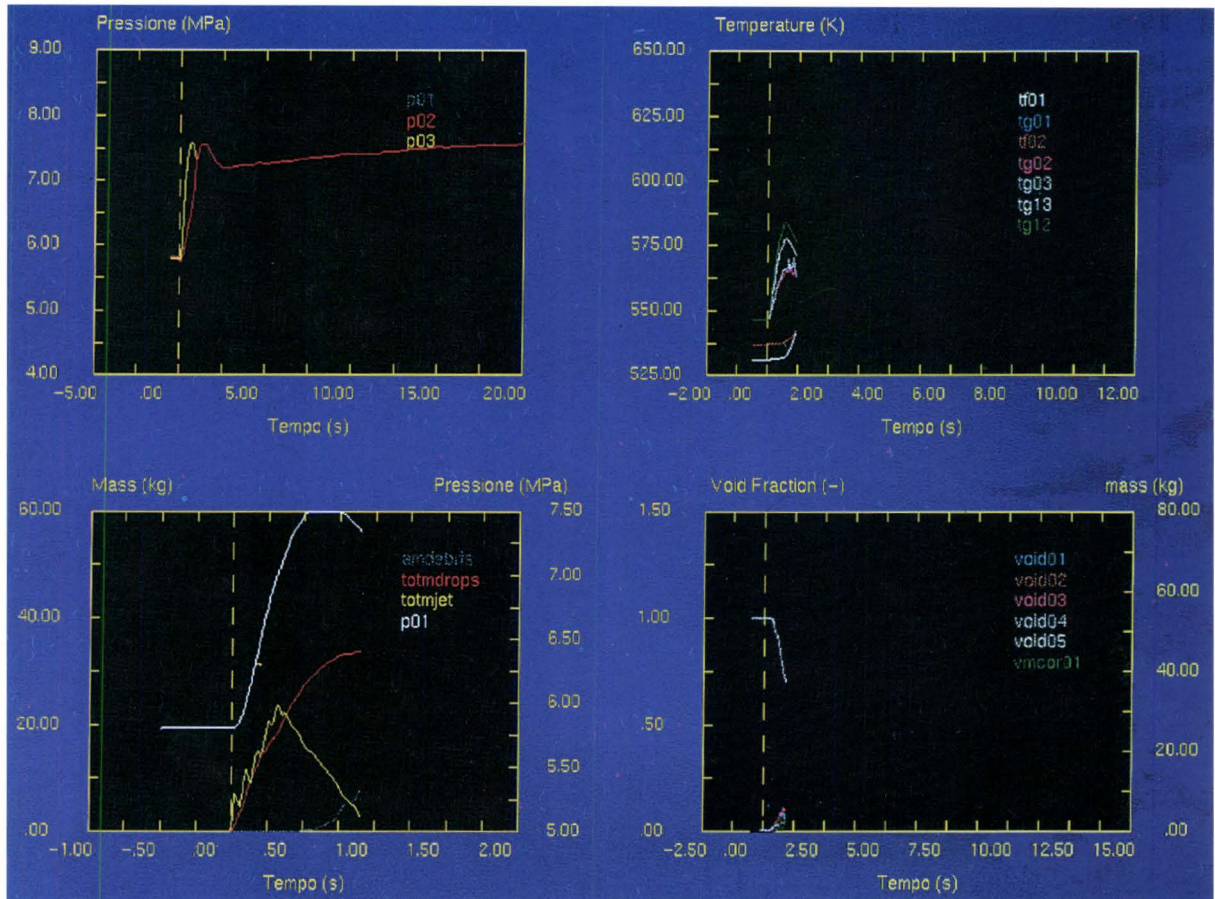 Pressione (MPa)
9.00
8.00
7.00
6.00
5.00
4.00
p01
p02
p03
-5.00 .00 5.00 10.00 15.00 20.00
Tempo (s)
Temperature (K)
650.00
625.00
600.00
575.00
550.00
525.00
tf01
tg01
tf02
tg02
tg03
tg13
tg12
-2.00 .00 2.00 4.00 6.00 8.00 10.00 12.00
Tempo (s)
Mass (kg) Pressione (MPa)
60.00 7.50
7.00
40.00 6.50
6.00
20.00
5.50
.00 5.00
amdebris
totmdrops
totmjet
p01
-1.00 -.50 .00 .50 1.00 1.50 2.00
Tempo (s)
Void Fraction (-) mass (kg)
1.50 80.00
60.00
1.00
40.00
.50
20.00
.00 .00
void01
void02
void03
void04
void05
vmcor01
-2.50 .00 2.50 5.00 7.50 10.00 12.50 15.00
Tempo (s)